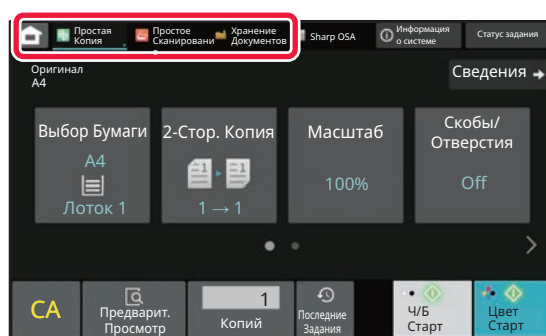 Простая
Копия
Простое
Сканировани
е
Хранение
Документов
Sharp OSA
Информация
о системе
Статус задания
Оригинал
A4
Сведения
Выбор Бумаги
A4
Лоток 1
2-Стор. Копия
1 → 1
Масштаб
100%
Скобы/
Отверстия
Off
CA
Предварит.
Просмотр
1
Копий
Последние
Задания
Ч/Б
Старт
Цвет
Старт